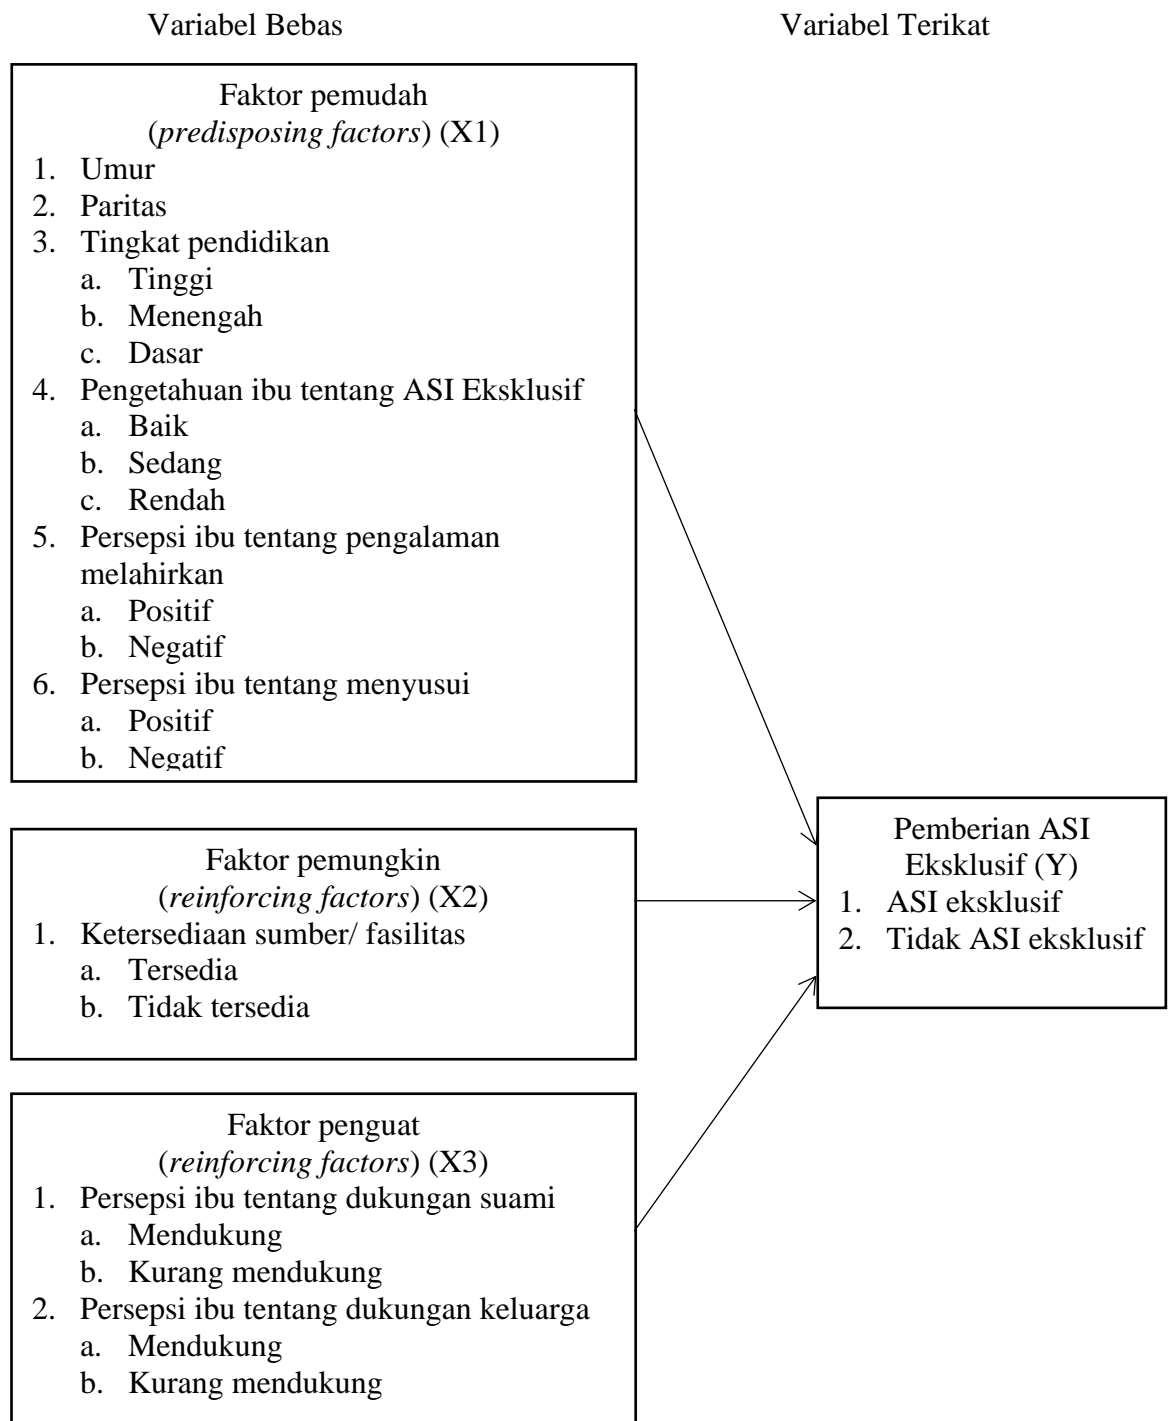 Variabel Bebas
Variabel Terikat
Faktor pemudah
(predisposing factors) (X1)
1. Umur
2. Paritas
3. Tingkat pendidikan
a. Tinggi
b. Menengah
c. Dasar
4. Pengetahuan ibu tentang ASI Eksklusif
a. Baik
b. Sedang
c. Rendah
5. Persepsi ibu tentang pengalaman
melahirkan
a. Positif
b. Negatif
6. Persepsi ibu tentang menyusui
a. Positif
b. Negatif
Faktor pemungkin
(reinforcing factors) (X2)
1. Ketersediaan sumber/ fasilitas
a. Tersedia
b. Tidak tersedia
Faktor penguat
(reinforcing factors) (X3)
1. Persepsi ibu tentang dukungan suami
a. Mendukung
b. Kurang mendukung
2. Persepsi ibu tentang dukungan keluarga
a. Mendukung
b. Kurang mendukung
Pemberian ASI
Eksklusif (Y)
1. ASI eksklusif
2. Tidak ASI eksklusif